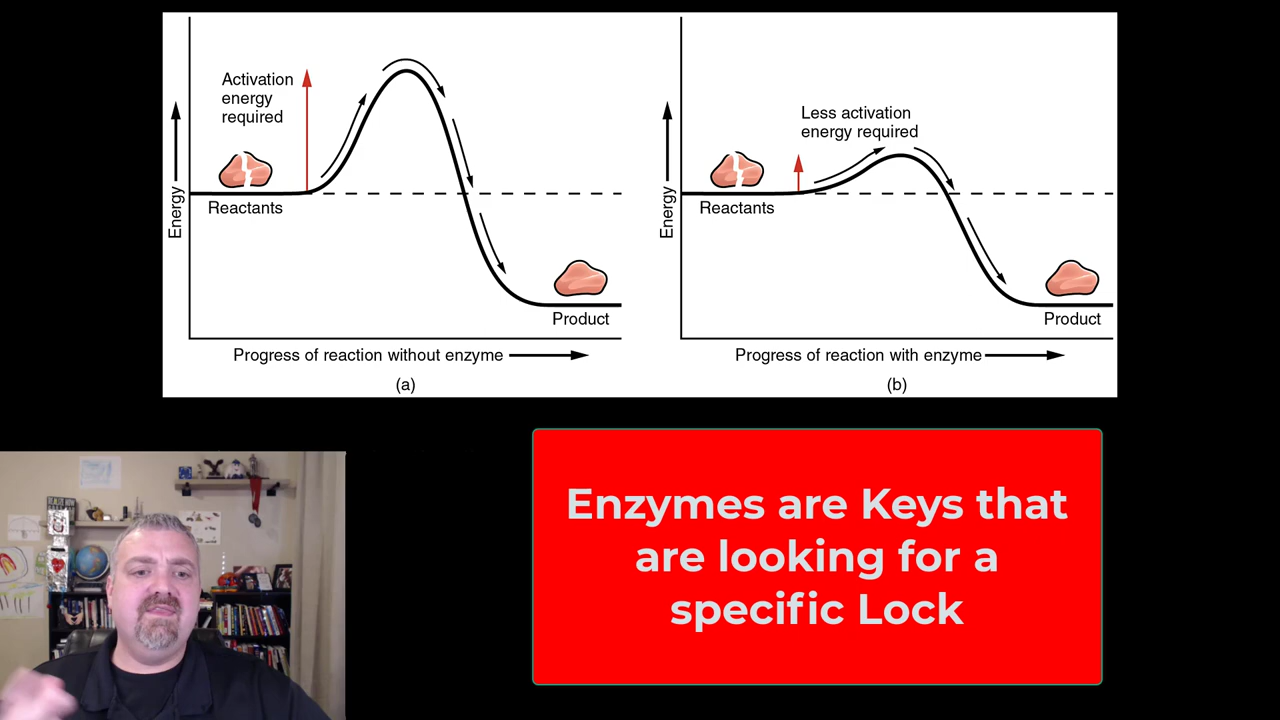 Activation
energy
required
Reactants
Energy
Product
Progress of reaction without enzyme
(a)
Less activation
energy required
Reactants
Energy
Product
Progress of reaction with enzyme
(b)
Enzymes are Keys that
are looking for a
specific Lock